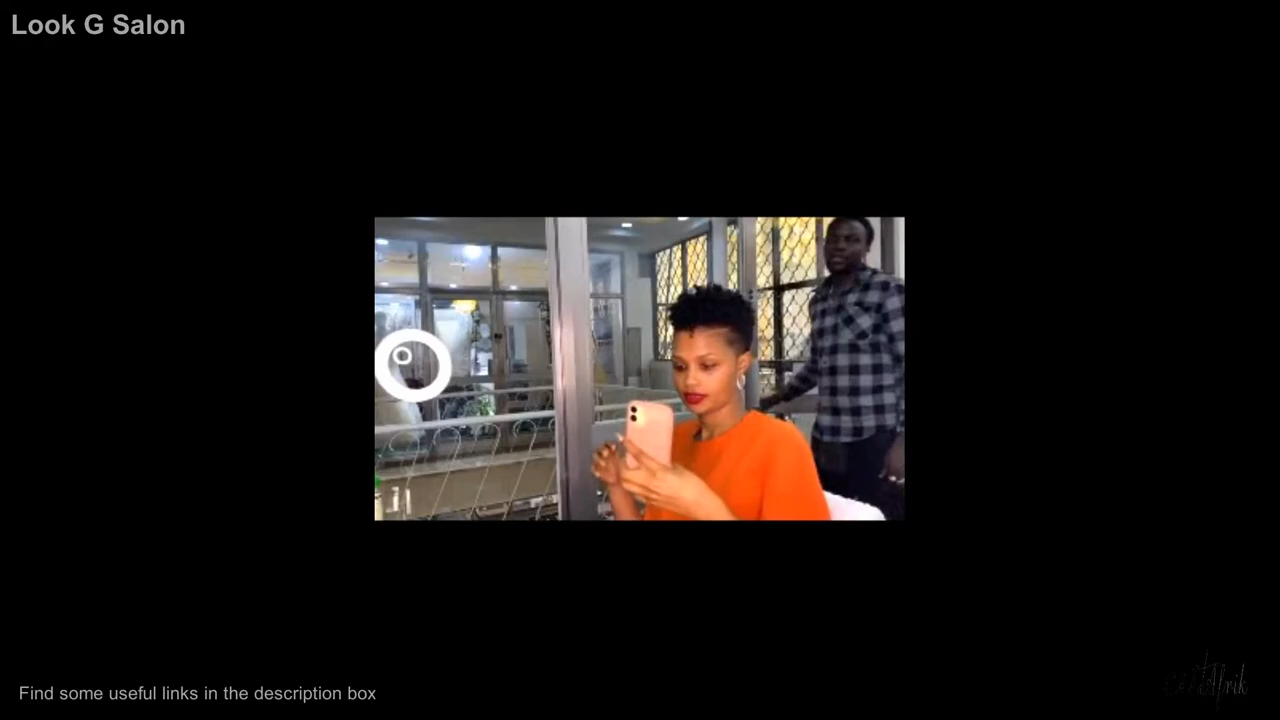 Look G Salon
Find some useful links in the description box